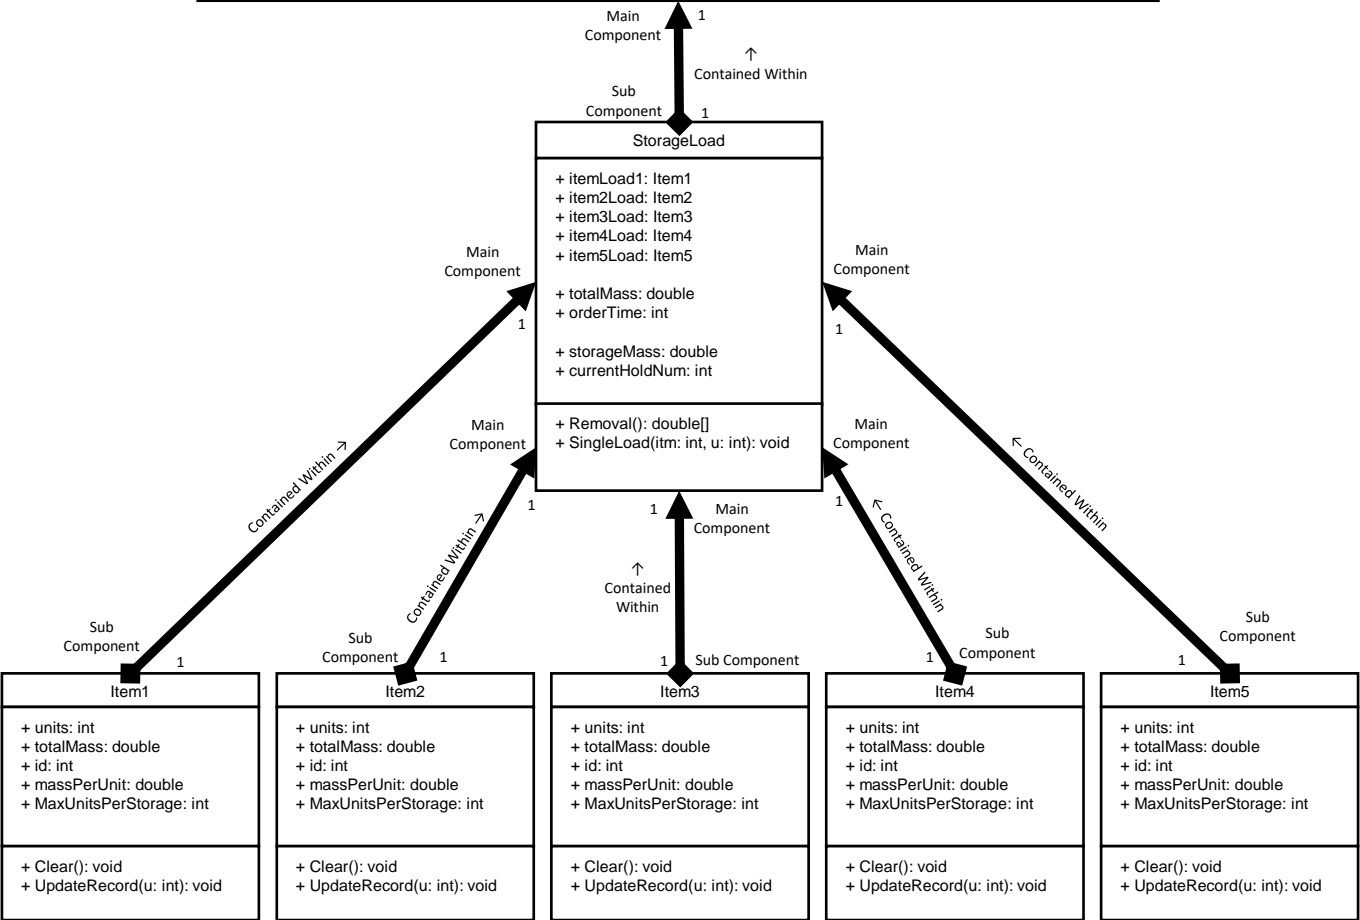 Main
Component
1
↑
Contained Within
Sub
Component
1
StorageLoad
+ itemLoad1: Item1
+ item2Load: Item2
+ item3Load: Item3
+ item4Load: Item4
+ item5Load: Item5
+ totalMass: double
+ orderTime: int
+ storageMass: double
+ currentHoldNum: int
+ Removal(): double[]
+ SingleLoad(itm: int, u: int): void
Main
Component
1
Contained Within →
Sub
Component
1
Main
Component
1
Contained Within →
Sub
Component
1
1
Main
Component
↑
Contained
Within
1
Sub Component
Main
Component
1
← Contained Within
1
Sub
Component
Main
Component
1
← Contained Within
1
Sub
Component
Item1
+ units: int
+ totalMass: double
+ id: int
+ massPerUnit: double
+ MaxUnitsPerStorage: int
+ Clear(): void
+ UpdateRecord(u: int): void
Item2
+ units: int
+ totalMass: double
+ id: int
+ massPerUnit: double
+ MaxUnitsPerStorage: int
+ Clear(): void
+ UpdateRecord(u: int): void
Item3
+ units: int
+ totalMass: double
+ id: int
+ massPerUnit: double
+ MaxUnitsPerStorage: int
+ Clear(): void
+ UpdateRecord(u: int): void
Item4
+ units: int
+ totalMass: double
+ id: int
+ massPerUnit: double
+ MaxUnitsPerStorage: int
+ Clear(): void
+ UpdateRecord(u: int): void
Item5
+ units: int
+ totalMass: double
+ id: int
+ massPerUnit: double
+ MaxUnitsPerStorage: int
+ Clear(): void
+ UpdateRecord(u: int): void